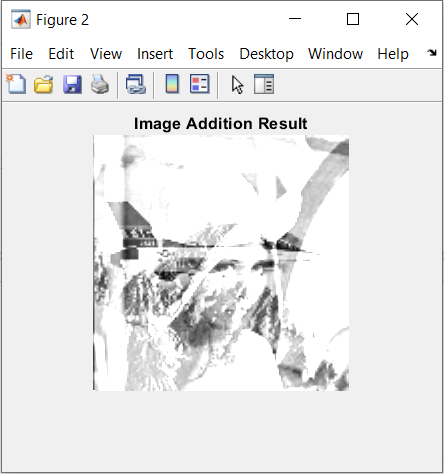 Figure 2
File Edit View Insert Tools Desktop Window Help
Image Addition Result